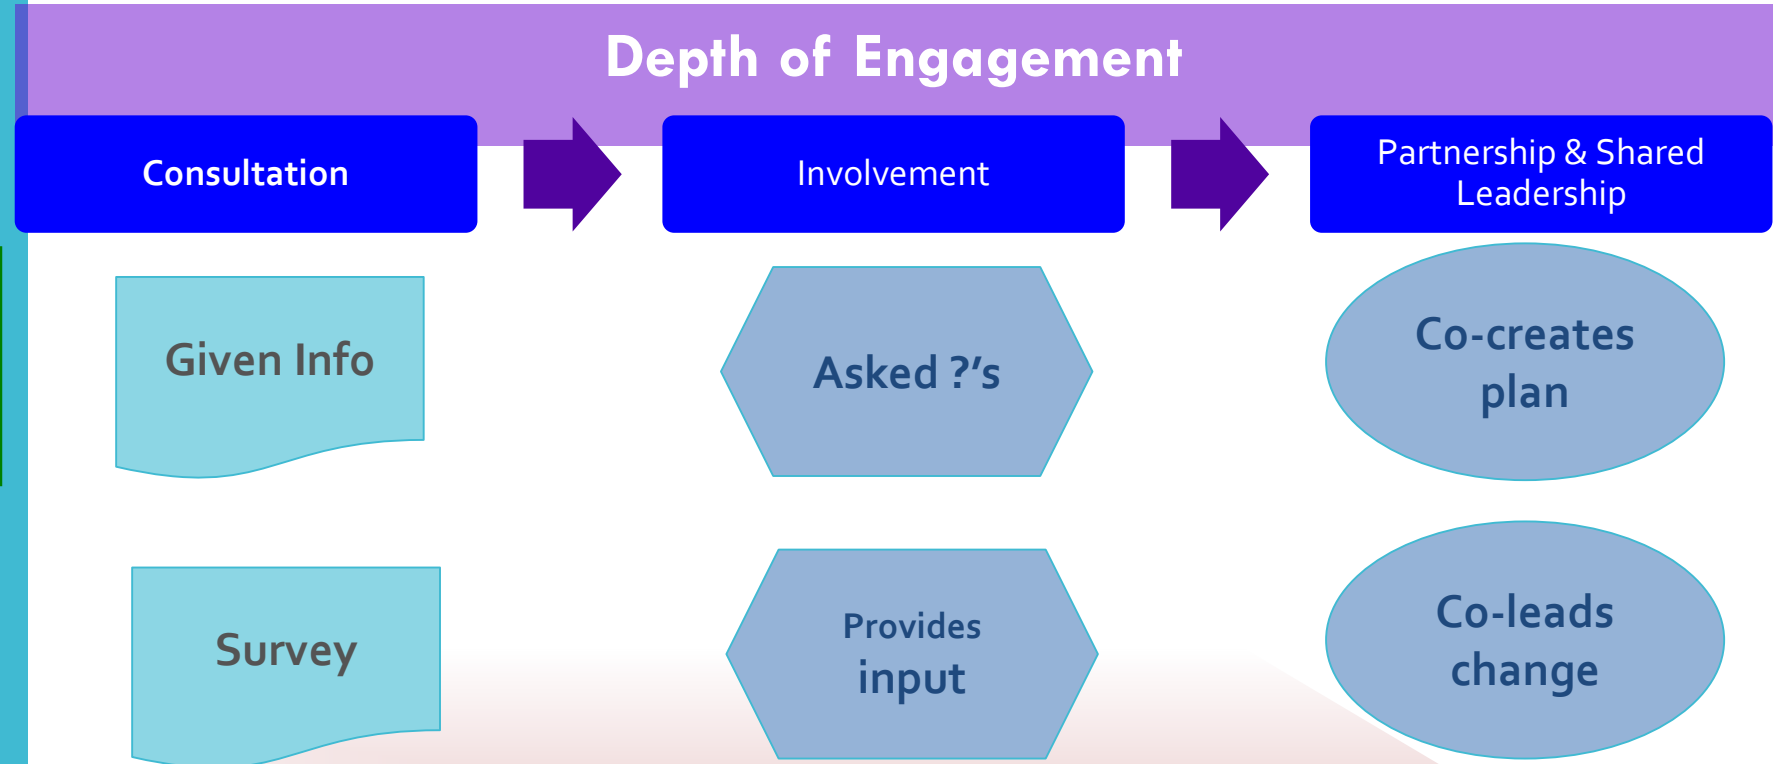 Depth of Engagement
Consultation
Involvement
Partnership & Shared
Leadership
Given Info
Asked ?'s
Co-creates
plan
Survey
Provides
input
Co-leads
change